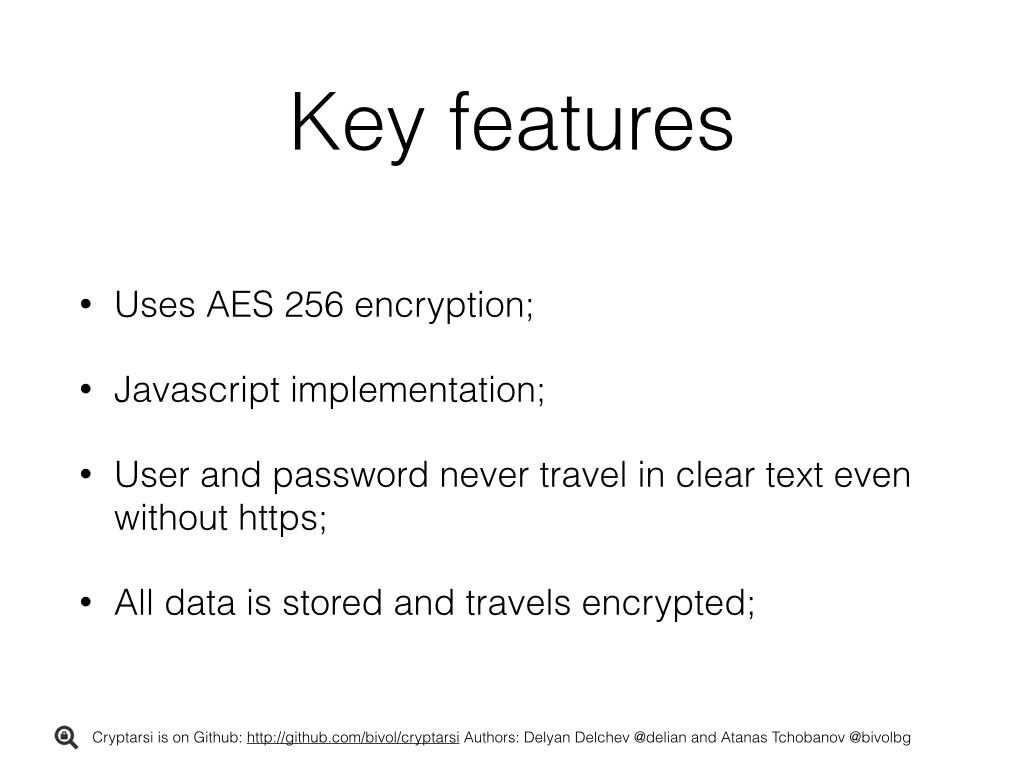 Key features
• Uses AES 256 encryption;
• Javascript implementation;
• User and password never travel in clear text even
without https;
• All data is stored and travels encrypted;
Cryptarsi is on Github: http://github.com/bivol/cryptarsi Authors: Delyan Delchev @delian and Atanas Tchobanov @bivolbg